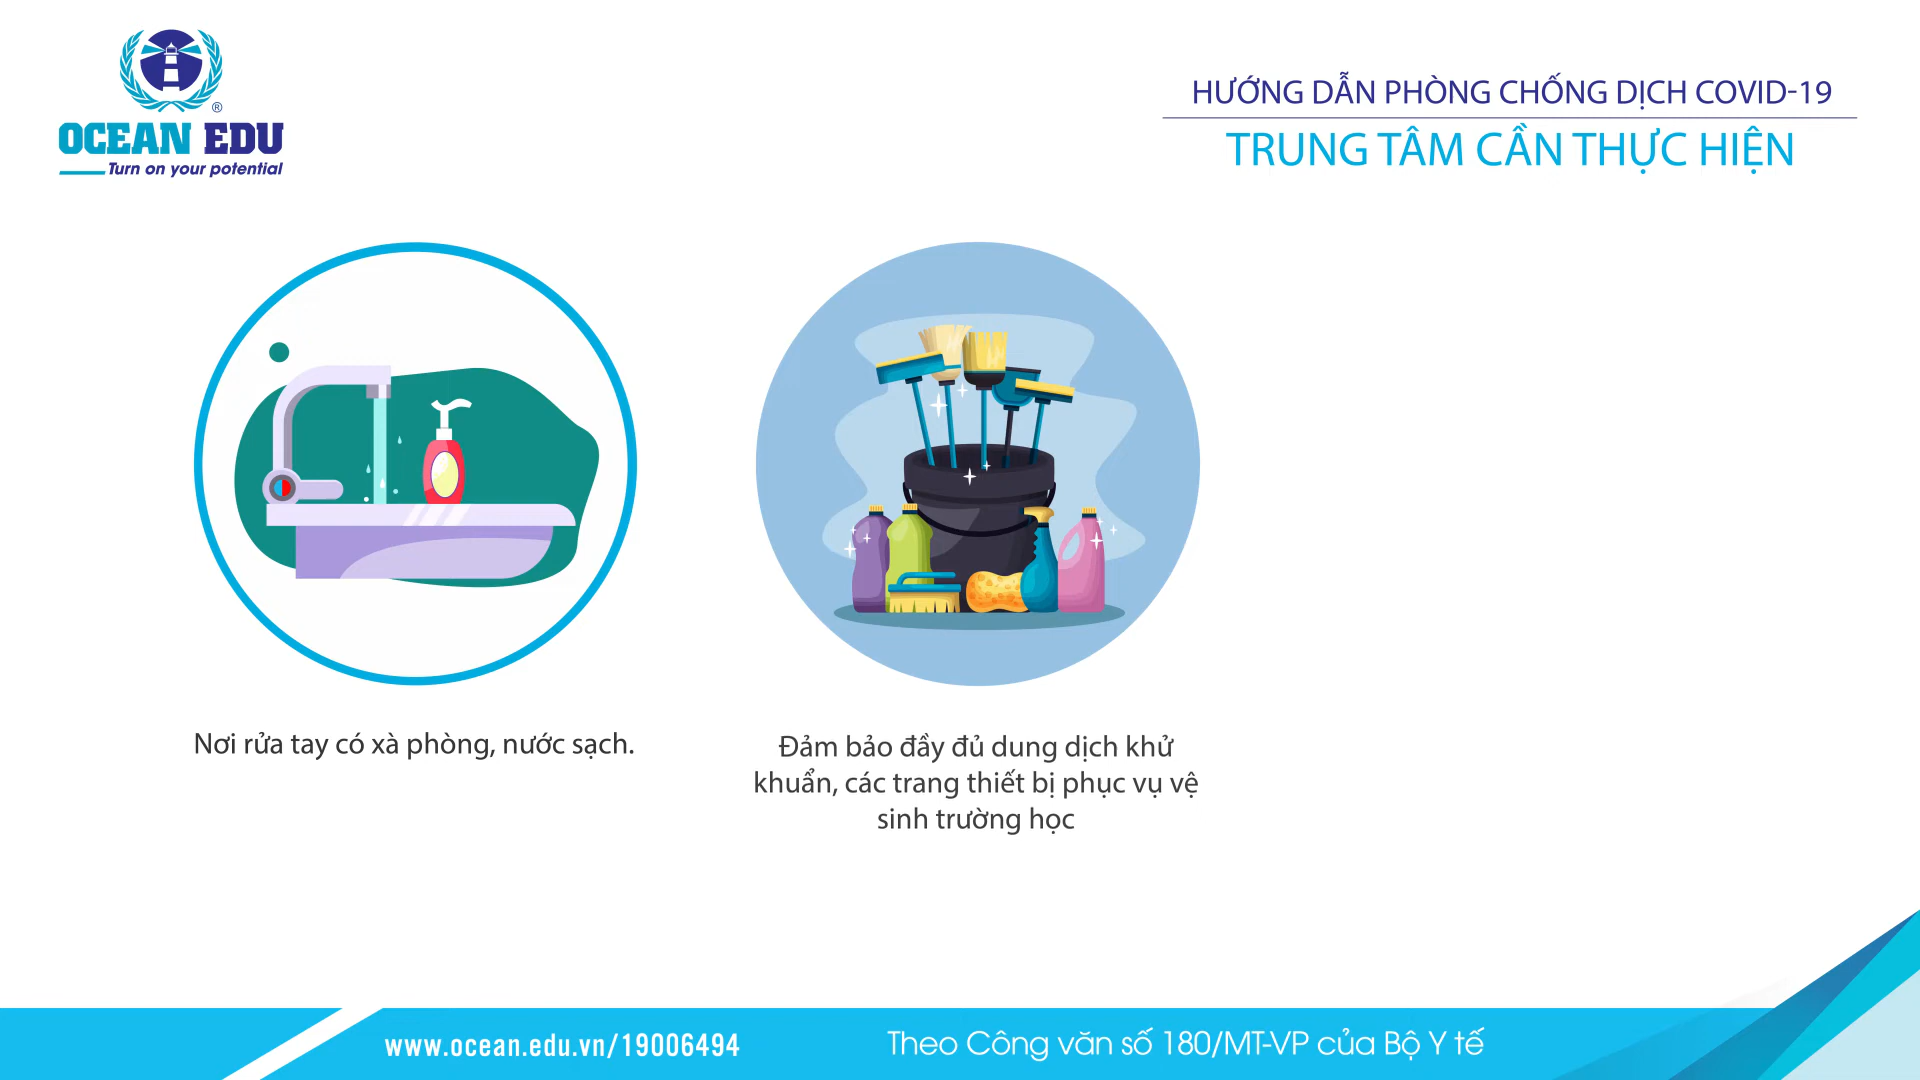 OCEAN EDU
®
Turn on your potential
HƯỚNG DẪN PHÒNG CHỐNG DỊCH COVID-19
TRUNG TÂM CẦN THỰC HIỆN
Nơi rửa tay có xà phòng, nước sạch.
Đảm bảo đầy đủ dung dịch khử
khuẩn, các trang thiết bị phục vụ vệ
sinh trường học
www.ocean.edu.vn/19006494
Theo Công văn số 180/MT-VP của Bộ Y tế